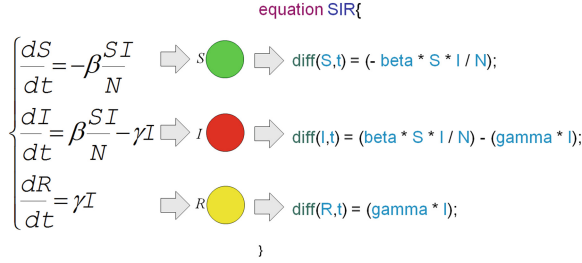 equation SIR{
dS/dt = -β SI/N S diff(S,t) = (- beta * S * I / N);
dI/dt = β SI/N - γI I diff(I,t) = (beta * S * I / N) - (gamma * I);
dR/dt = γI R diff(R,t) = (gamma * I);
}